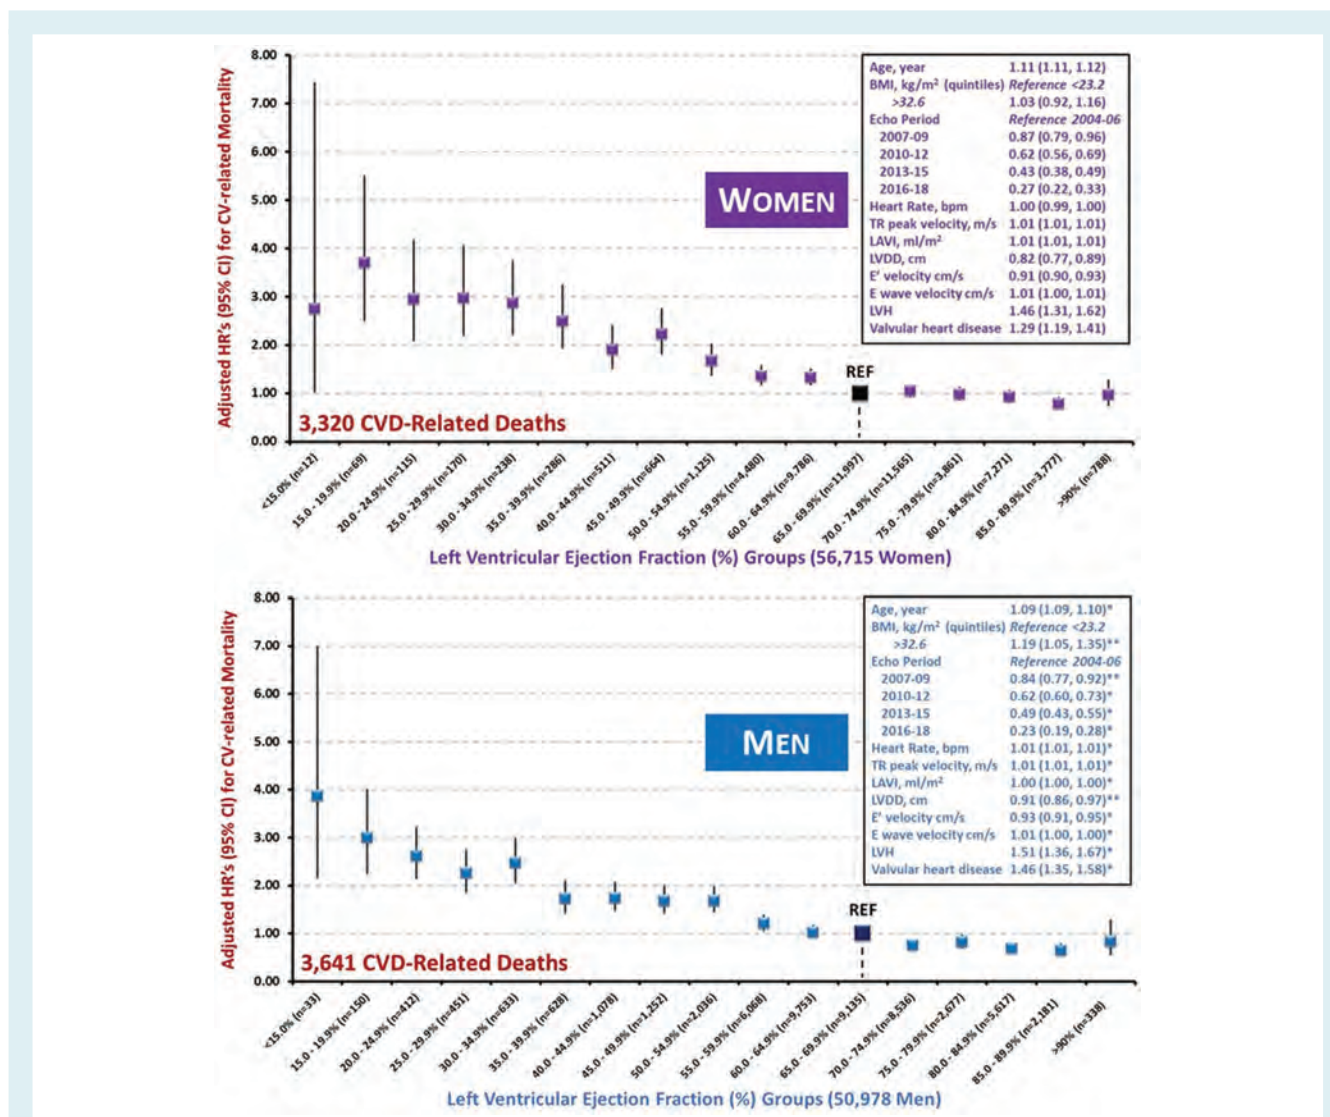 Adjusted HR's (95% CI) for CV-related Mortality
8.00
7.00
6.00
5.00
4.00
3.00
2.00
1.00
0.00
WOMEN
REF
3,320 CVD-Related Deaths
Age, year 1.11 (1.11, 1.12)
BMI, kg/m² (quintiles) Reference <23.2
>32.6 1.03 (0.92, 1.16)
Echo Period Reference 2004-06
2007-09 0.87 (0.79, 0.96)
2010-12 0.62 (0.56, 0.69)
2013-15 0.43 (0.38, 0.49)
2016-18 0.27 (0.22, 0.33)
Heart Rate, bpm 1.00 (0.99, 1.00)
TR peak velocity, m/s 1.01 (1.01, 1.01)
LAVI, ml/m² 1.01 (1.01, 1.01)
LVDD, cm 0.82 (0.77, 0.89)
E' velocity cm/s 0.91 (0.90, 0.93)
E wave velocity cm/s 1.01 (1.00, 1.01)
LVH 1.46 (1.31, 1.62)
Valvular heart disease 1.29 (1.19, 1.41)
<15.0% (n=12)
15.0 - 19.9% (n=69)
20.0 - 24.9% (n=115)
25.0 - 29.9% (n=170)
30.0 - 34.9% (n=238)
35.0 - 39.9% (n=286)
40.0 - 44.9% (n=511)
45.0 - 49.9% (n=664)
50.0 - 54.9% (n=1,125)
55.0 - 59.9% (n=4,480)
60.0 - 64.9% (n=9,786)
65.0 - 69.9% (n=11,997)
70.0 - 74.9% (n=11,565)
75.0 - 79.9% (n=3,861)
80.0 - 84.9% (n=7,271)
85.0 - 89.9% (n=3,777)
>90% (n=788)
Left Ventricular Ejection Fraction (%) Groups (56,715 Women)
Adjusted HR's (95% CI) for CV-related Mortality
8.00
7.00
6.00
5.00
4.00
3.00
2.00
1.00
0.00
MEN
REF
3,641 CVD-Related Deaths
Age, year 1.09 (1.09, 1.10)*
BMI, kg/m² (quintiles) Reference <23.2
>32.6 1.19 (1.05, 1.35)**
Echo Period Reference 2004-06
2007-09 0.84 (0.77, 0.92)**
2010-12 0.62 (0.60, 0.73)*
2013-15 0.49 (0.43, 0.55)*
2016-18 0.23 (0.19, 0.28)*
Heart Rate, bpm 1.01 (1.01, 1.01)*
TR peak velocity, m/s 1.01 (1.01, 1.01)*
LAVI, ml/m² 1.00 (1.00, 1.00)*
LVDD, cm 0.91 (0.86, 0.97)**
E' velocity cm/s 0.93 (0.91, 0.95)*
E wave velocity cm/s 1.01 (1.00, 1.00)*
LVH 1.51 (1.36, 1.67)*
Valvular heart disease 1.46 (1.35, 1.58)*
<15.0% (n=33)
15.0 - 19.9% (n=150)
20.0 - 24.9% (n=412)
25.0 - 29.9% (n=451)
30.0 - 34.9% (n=633)
35.0 - 39.9% (n=628)
40.0 - 44.9% (n=1,078)
45.0 - 49.9% (n=1,252)
50.0 - 54.9% (n=2,036)
55.0 - 59.9% (n=6,068)
60.0 - 64.9% (n=9,753)
65.0 - 69.9% (n=9,135)
70.0 - 74.9% (n=8,536)
75.0 - 79.9% (n=2,677)
80.0 - 84.9% (n=5,617)
85.0 - 89.9% (n=2,181)
>90% (n=338)
Left Ventricular Ejection Fraction (%) Groups (50,978 Men)